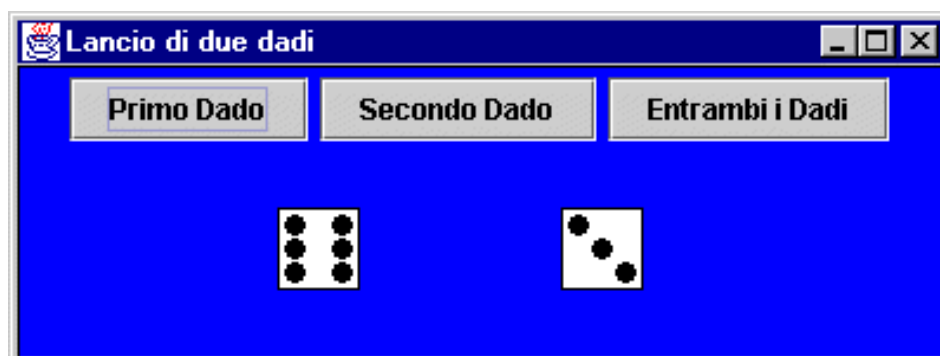 Lancio di due dadi
Primo Dado Secondo Dado Entrambi i Dadi